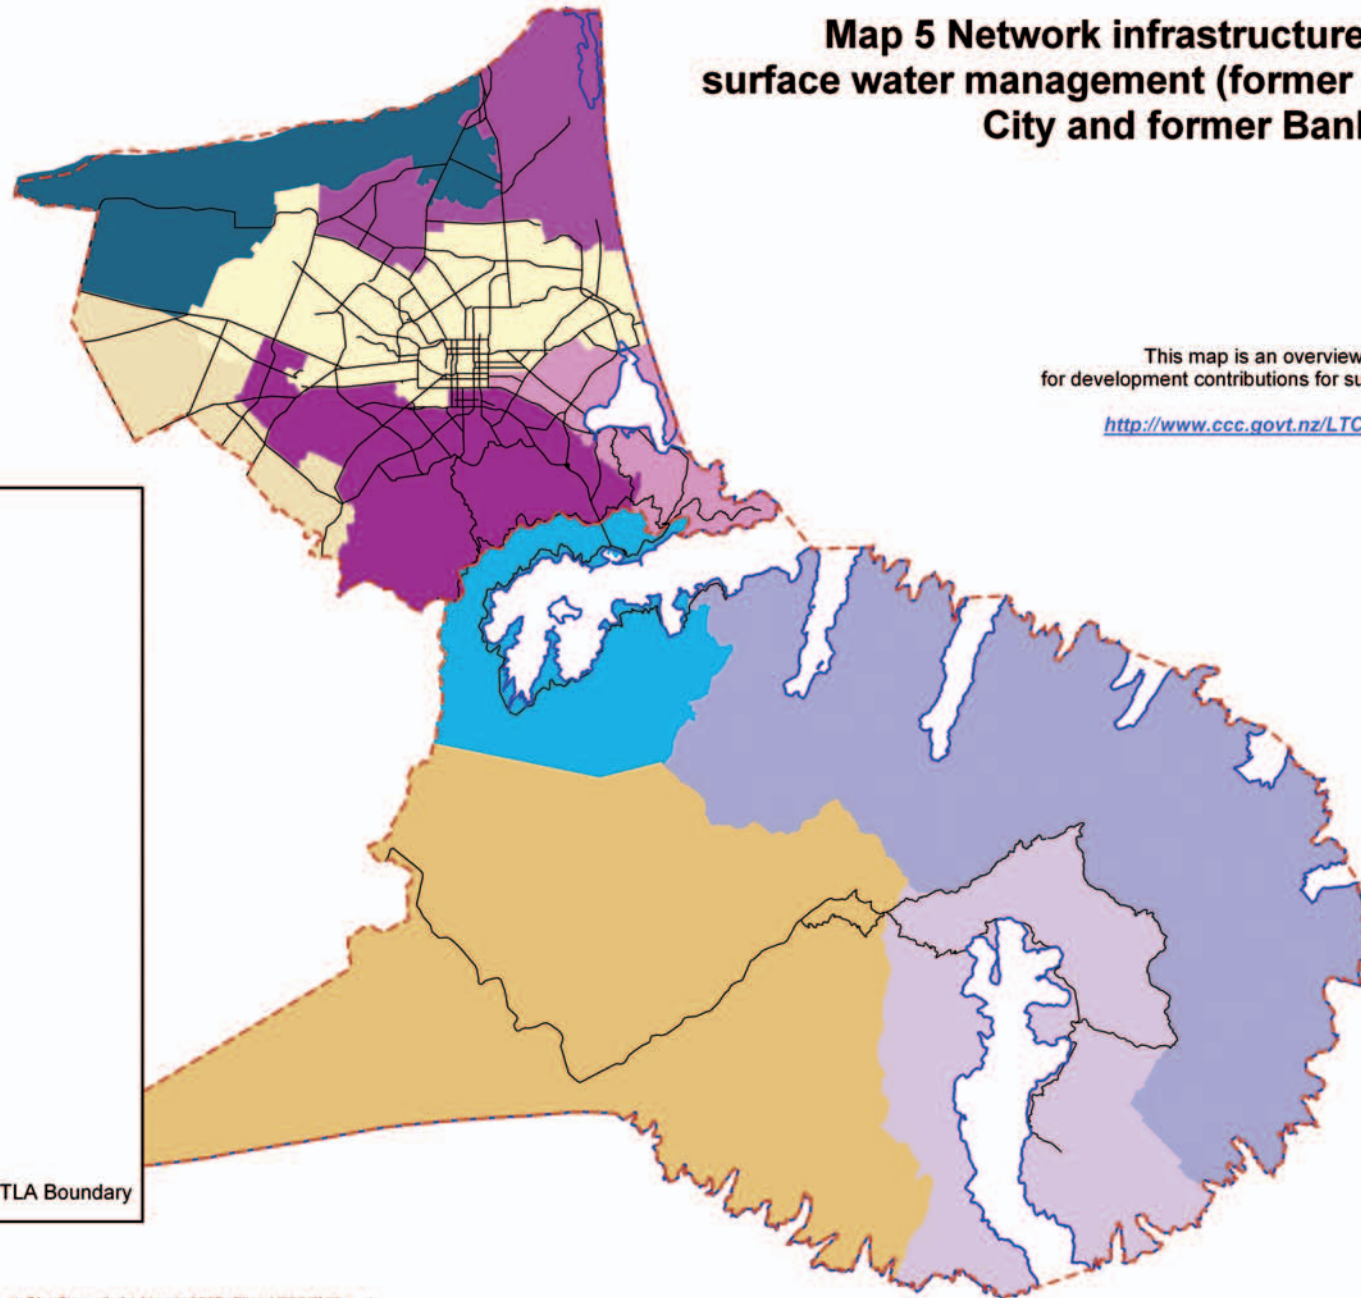 Map 5 Network infrastructure
surface water management (former
City and former Banl
This map is an overview
for development contributions for su
http://www.ccc.govt.nz/LTC
TLA Boundary